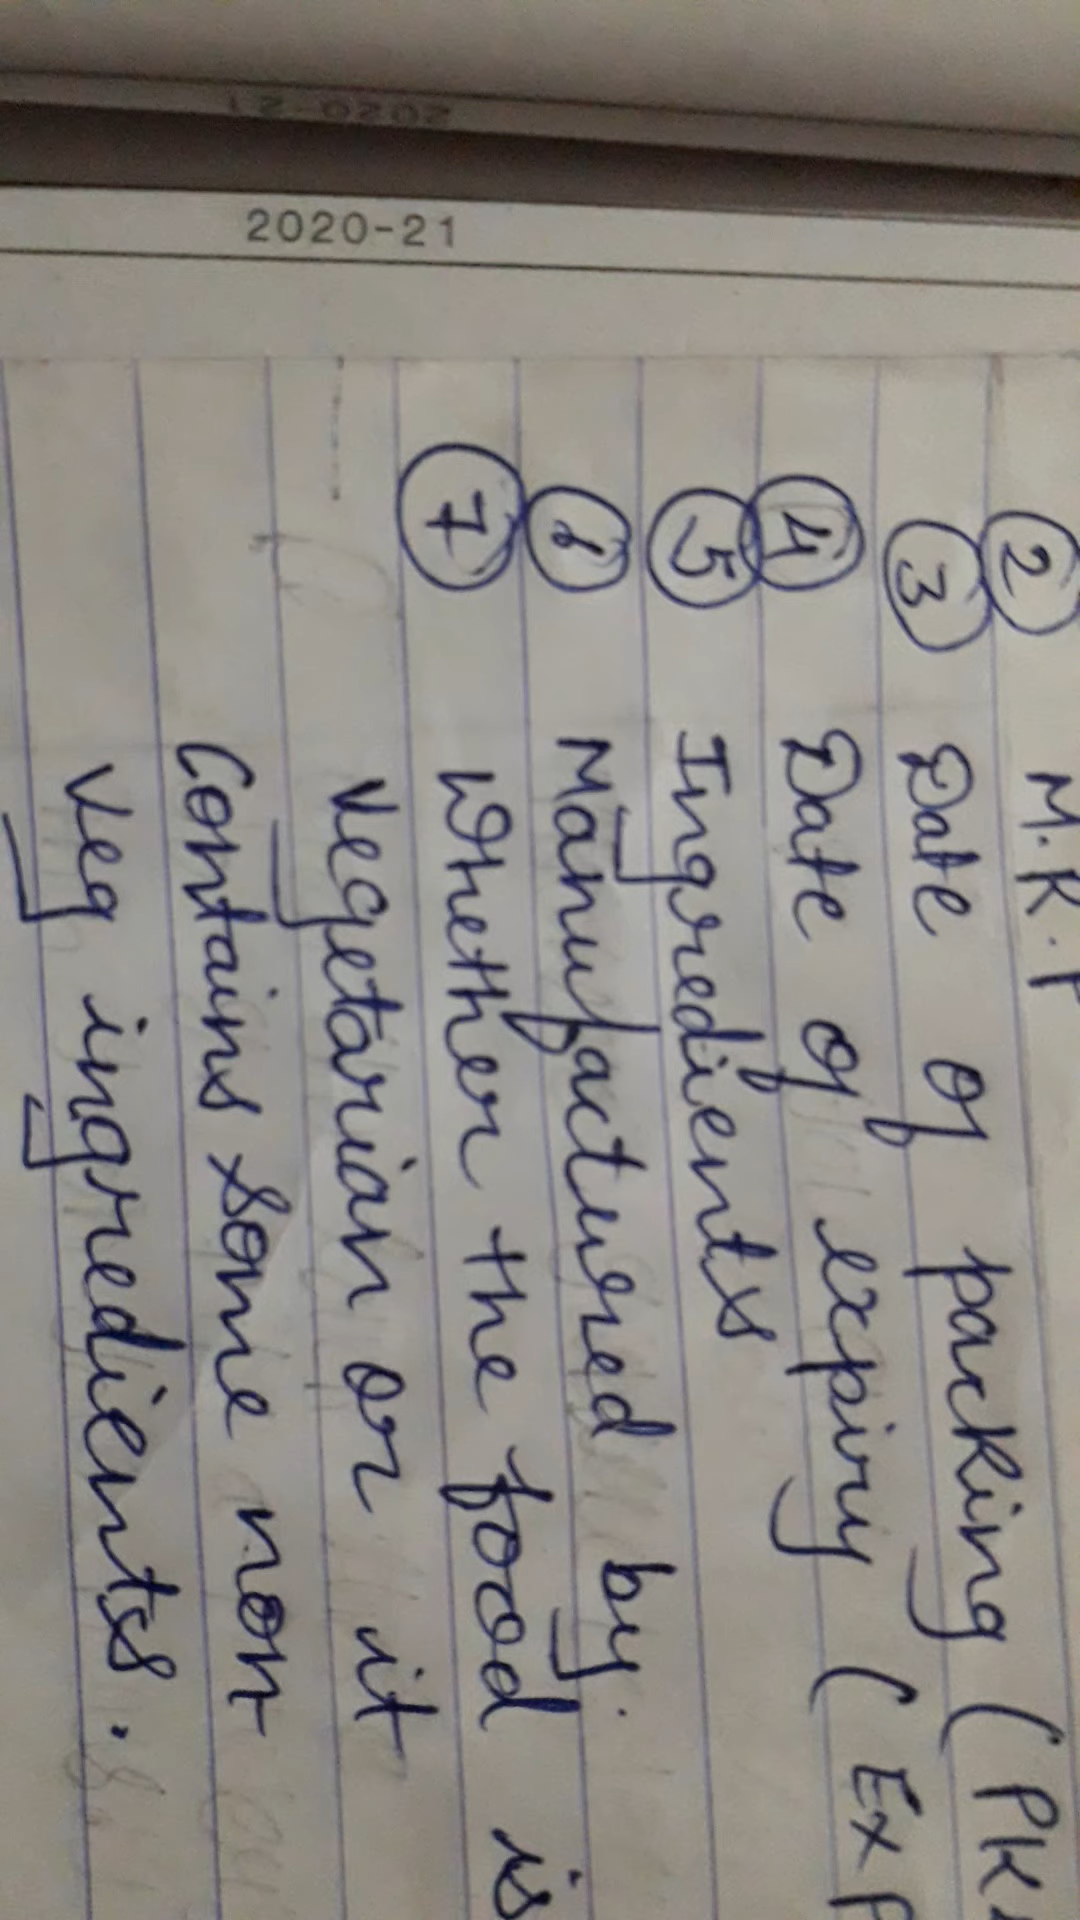 2020-21
② M.R.P
③ Date of packing (PK
④ Date of expiry (EXP
⑤ Ingredients
⑥ Manufactured by.
⑦ Whether the food is
vegetarian or it
Contains some non
veg ingredients.